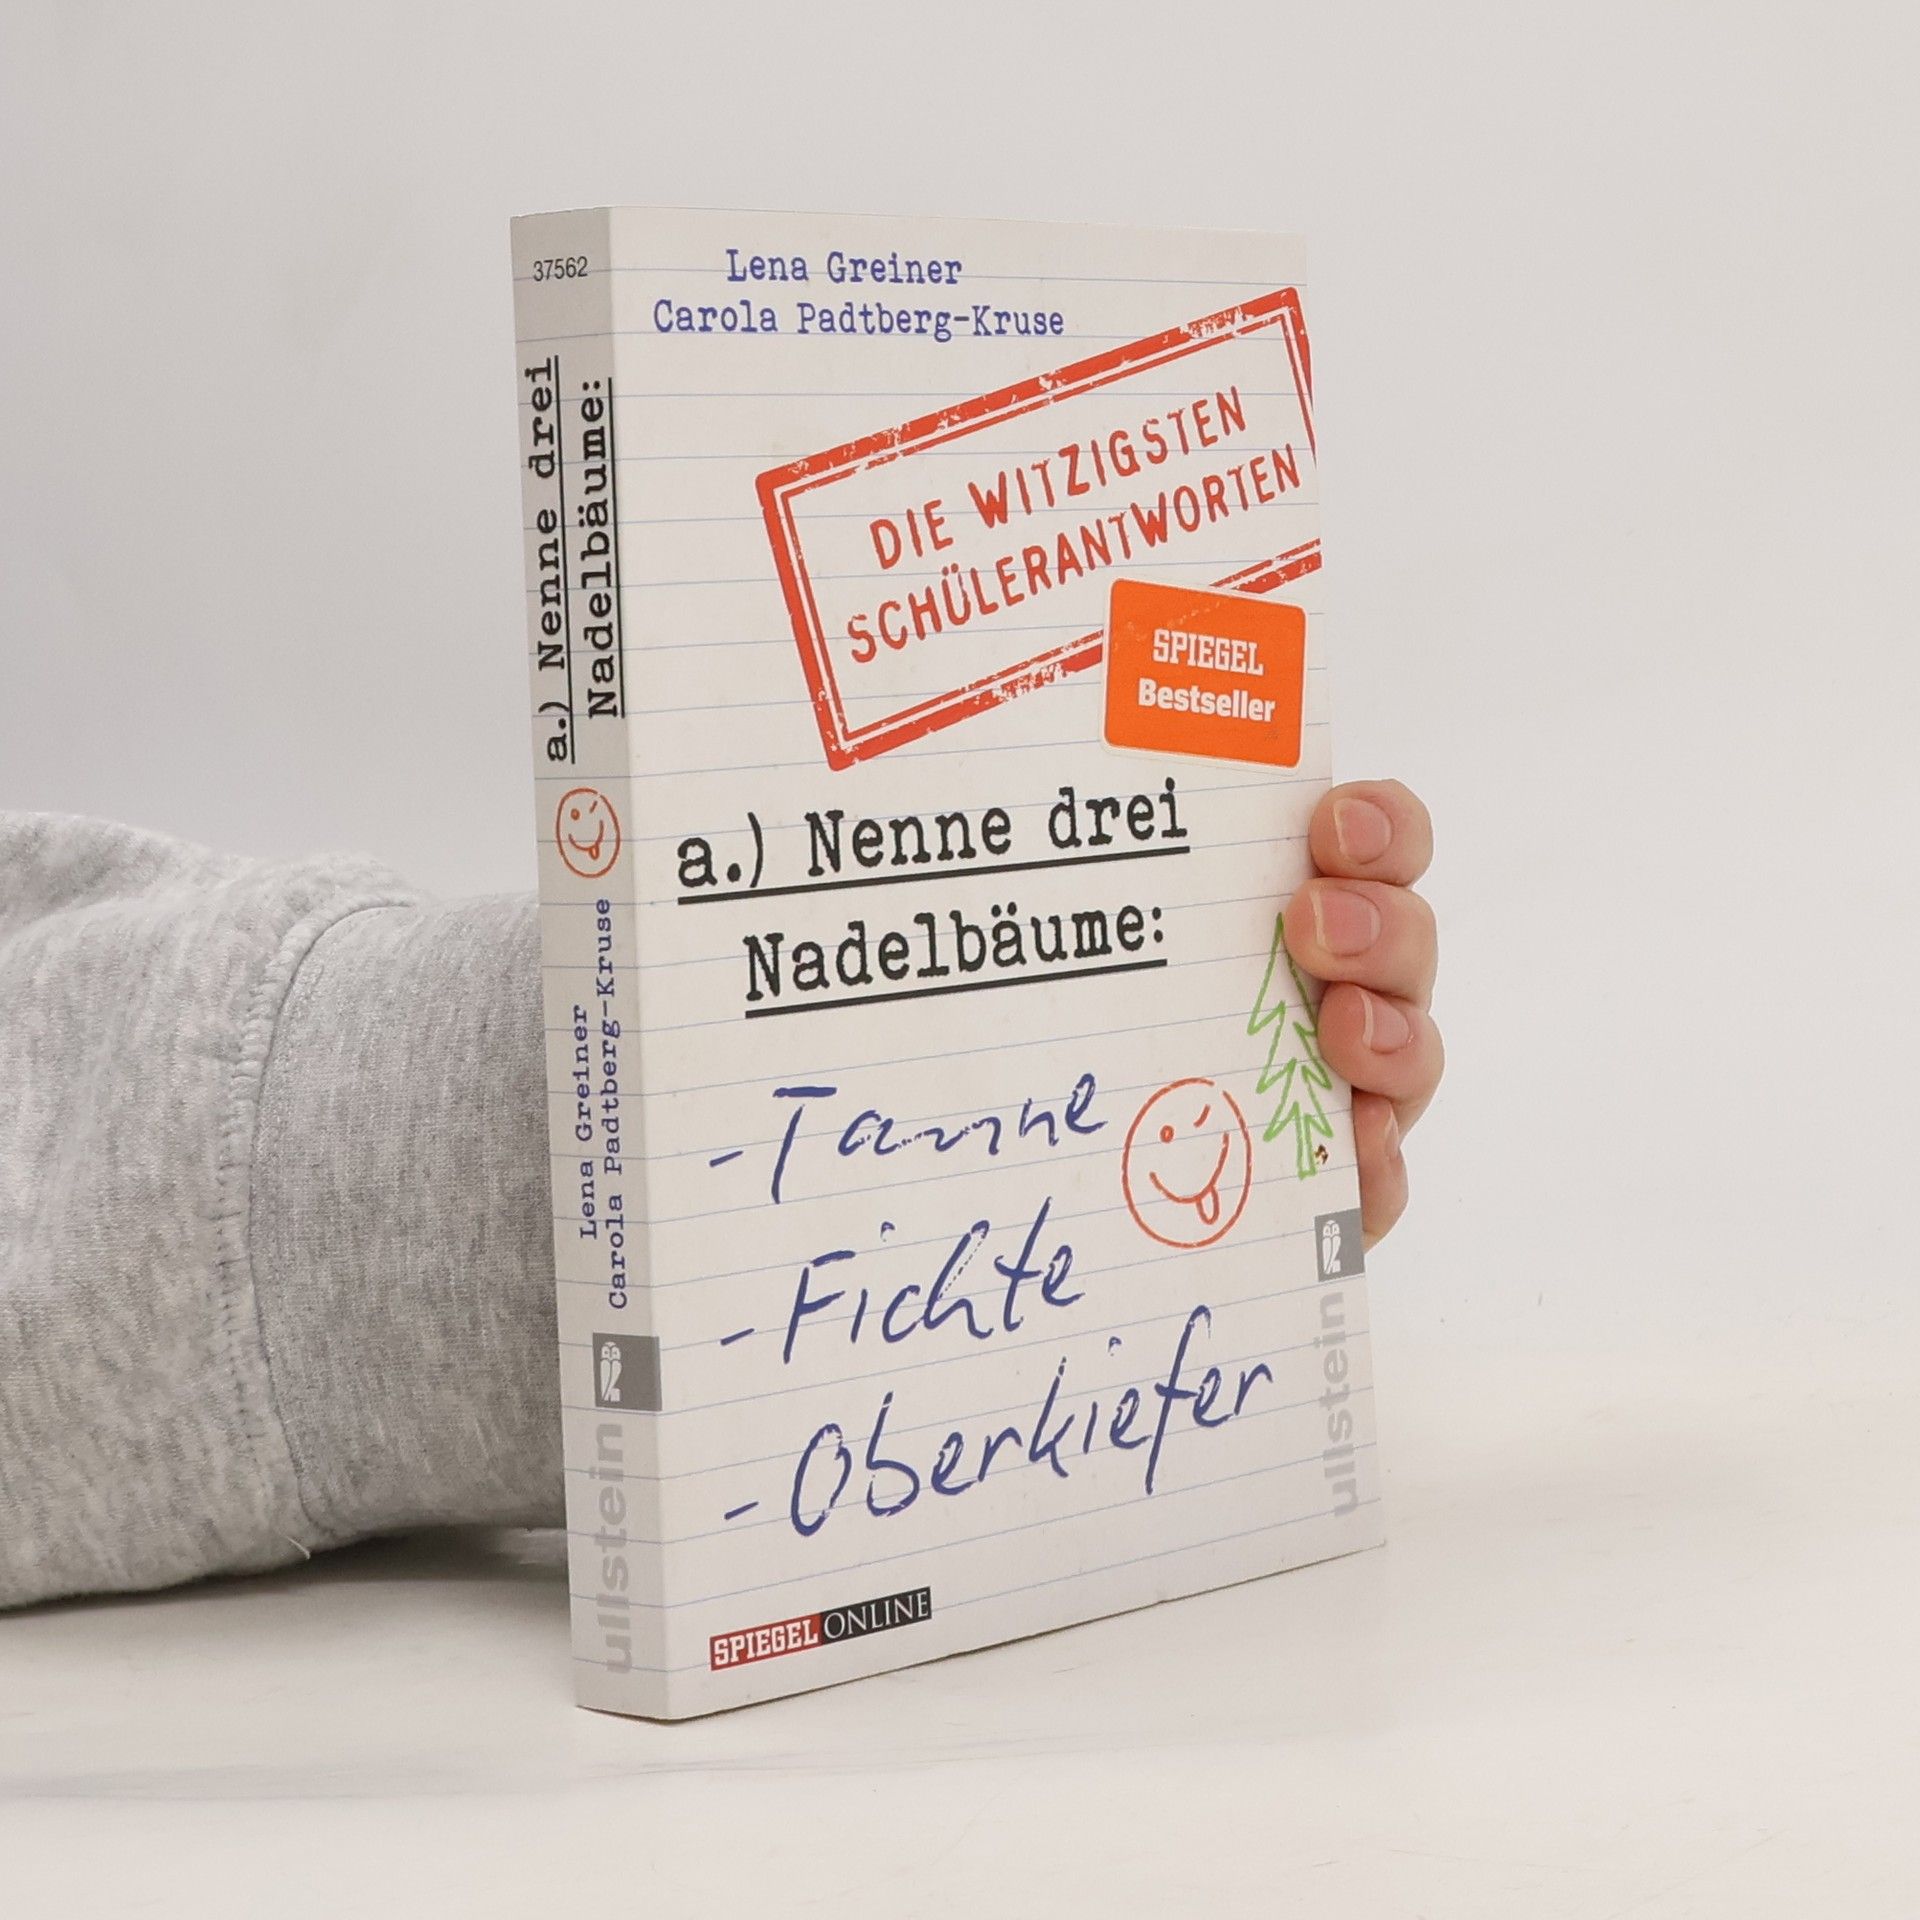 37562
a.) Nenne drei
Nadelbäume:
Lena Greiner
Carola Padtberg-Kruse
ullstein
Lena Greiner
Carola Padtberg-Kruse
DIE WITZIGSTEN
SCHÜLERANTWORTEN
SPIEGEL
Bestseller
a.) Nenne drei
Nadelbäume:
- Tanne
- Fichte
- Oberkiefer
ullstein
SPIEGEL ONLINE